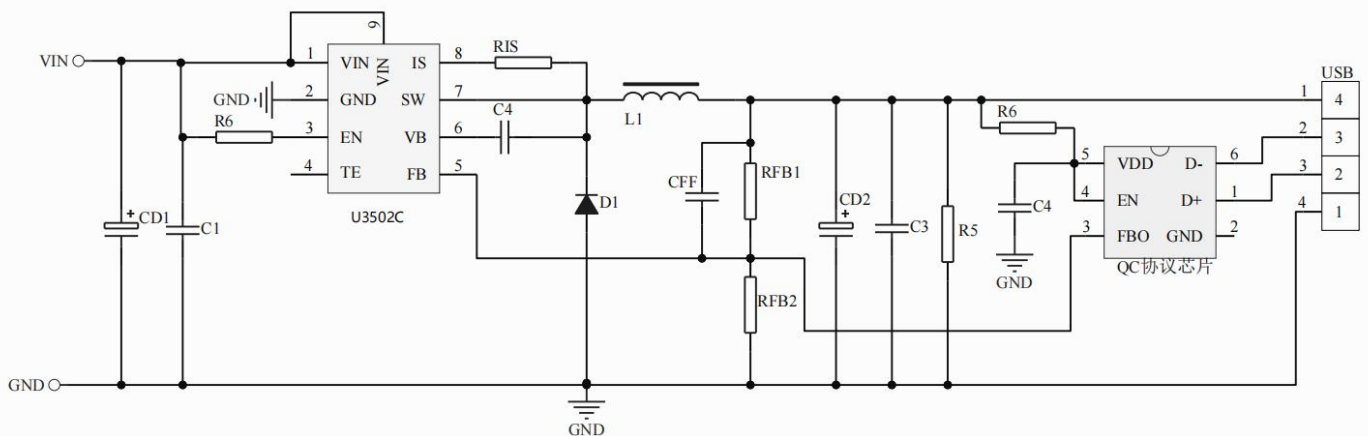 9
VIN
1
VIN
VIN
IS
8
RIS
GND
2
GND
SW
7
R6
3
EN
VB
6
C4
4
TE
FB
5
U3502C
L1
CD1
+
C1
D1
CFF
RFB1
RFB2
CD2
+
C3
R5
R6
C4
GND
5
VDD
D-
6
4
EN
D+
1
3
FBO
GND
2
QC协议芯片
USB
1
4
2
3
3
2
4
1
GND
GND